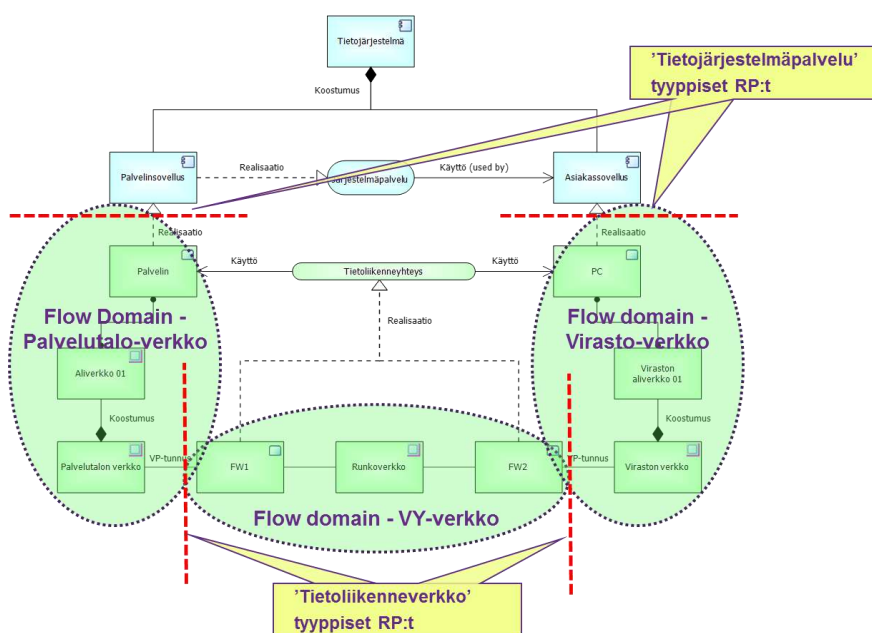 Tietojärjestelmä
Koostumus
'Tietojärjestelmäpalvelu'
tyyppiset RP:t
Palvelinsovellus
Realisaatio
järjestelmäpalvelu
Käyttö (used by)
Asiakassovellus
Realisaatio
Realisaatio
Palvelin
Käyttö
Tietoliikenneyhteys
Käyttö
PC
Flow Domain -
Palvelutalo-verkko
Realisaatio
Flow domain -
Virasto-verkko
Aliverkko 01
Viraston
aliverkko 01
Koostumus
Koostumus
Palvelutalon verkko
VP-tunnus
FW1
Runkoverkko
FW2
VP-tunnus
Viraston verkko
Flow domain - VY-verkko
'Tietoliikenneverkko'
tyyppiset RP:t